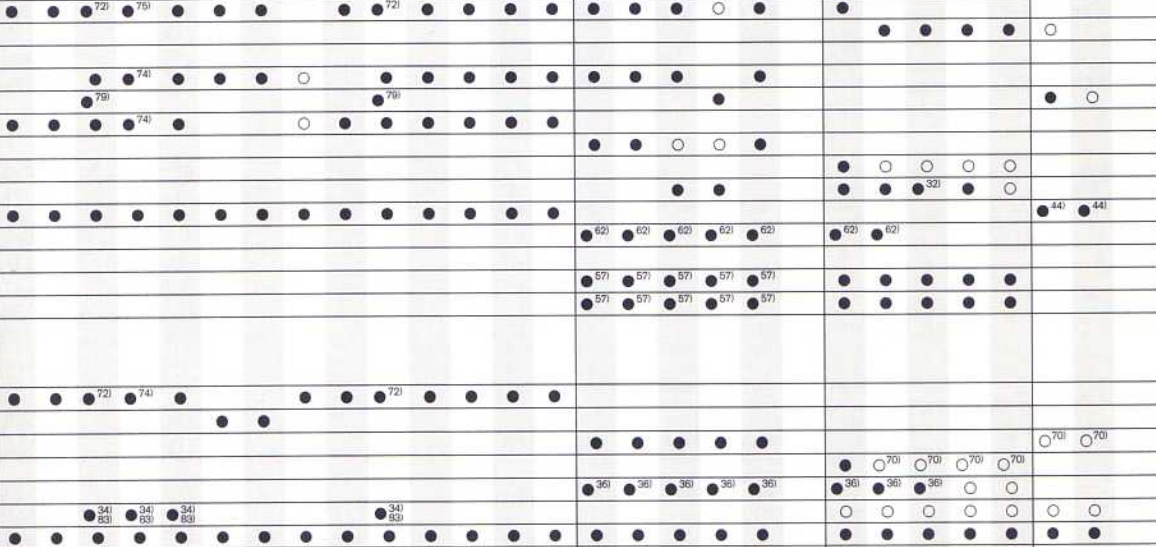 ● ● ● 72) ● 75) ● ● ● ● ● 72) ● ● ● ● ● ● ● ○ ● ●
● ● ● ● ○
● ● 74) ● ● ● ○ ● ● ● ● ● ● ● ● ●
● 79) ● 79) ● ● ○
● ● ● ● 74) ● ○ ● ● ● ● ● ●
● ● ○ ○ ●
● ○ ○ ○ ○
● ● ● ● ● 32) ● ○
● ● ● ● ● ● ● ● ● ● ● ● ● ● ● 44) ● 44)
● 62) ● 62) ● 62) ● 62) ● 62) ● 62) ● 62)
● 57) ● 57) ● 57) ● 57) ● 57) ● ● ● ● ●
● 57) ● 57) ● 57) ● 57) ● 57) ● ● ● ● ●
● ● ● 72) ● 74) ● ● ● ● 72) ● ● ● ●
● ●
● ● ● ● ● ○ 70) ○ 70)
● ○ 70) ○ 70) ○ 70) ○ 70)
● 36) ● 36) ● 36) ● 36) ● 36) ● 36) ● 36) ● 36) ○ ○
● 34) 83) ● 34) 83) ● 34) 83) ● 34) 83) ○ ○ ○ ○ ○ ○ ○
● ● ● ● ● ● ● ● ● ● ● ● ● ● ● ● ● ● ● ● ● ● ● ● ● ●